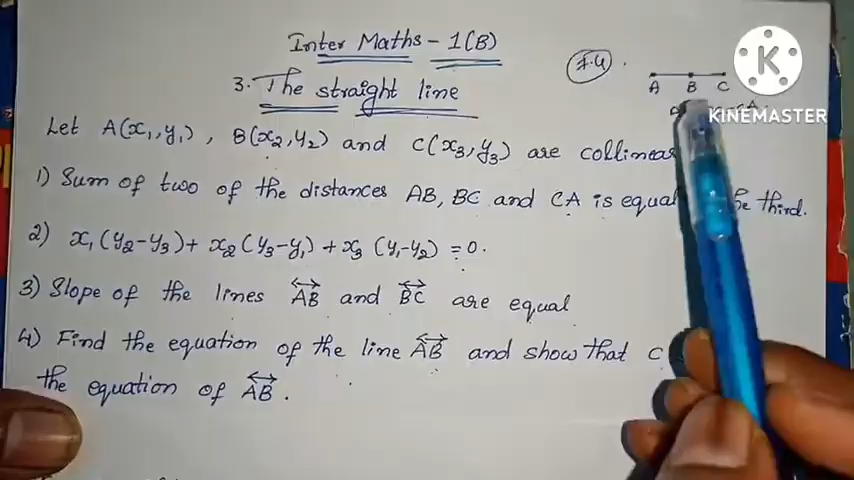 Inter Maths - 1(B)
3. The straight line
A B C
K
KINEMASTER
Let A(x₁,y₁), B(x₂,y₂) and C(x₃,y₃) are
1) Sum of two of the distances AB, BC and CA is equal third.
2) x₁(y₂-y₃)+ x₂(y₃-y₁)+x₃(y₁-y₂)=0.
3) Slope of the lines AB and BC are equal
4) Find the equation of the line AB and show that C
the equation of AB.